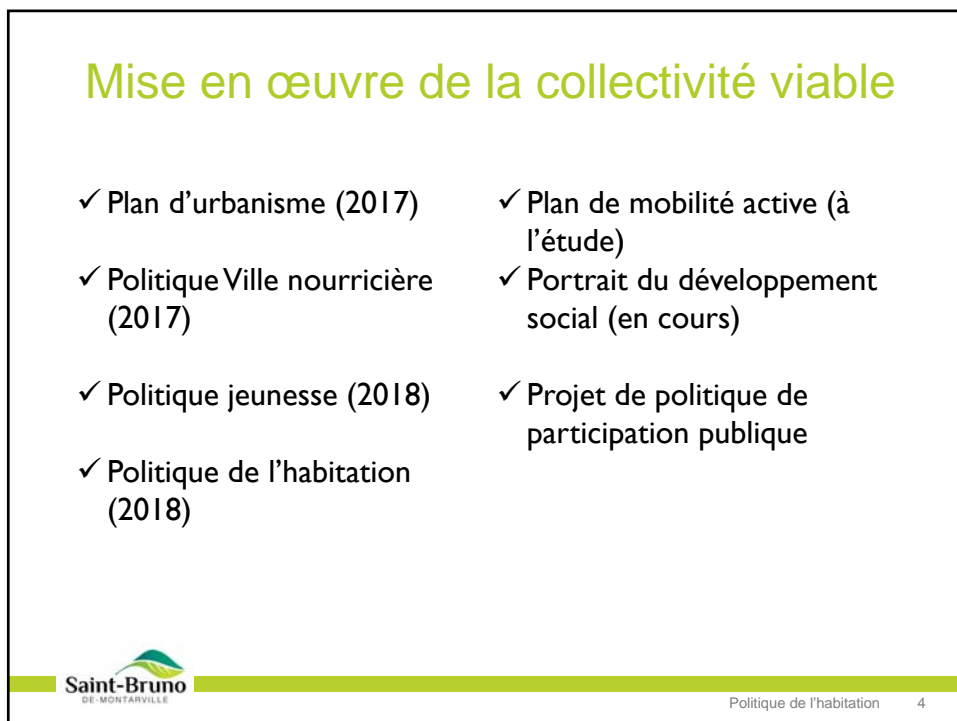 Mise en œuvre de la collectivité viable
✓ Plan d'urbanisme (2017)
✓ Politique Ville nourricière
(2017)
✓ Politique jeunesse (2018)
✓ Politique de l'habitation
(2018)
✓ Plan de mobilité active (à
l'étude)
✓ Portrait du développement
social (en cours)
✓ Projet de politique de
participation publique
Saint-Bruno
DE-MONTARVILLE
Politique de l'habitation 4